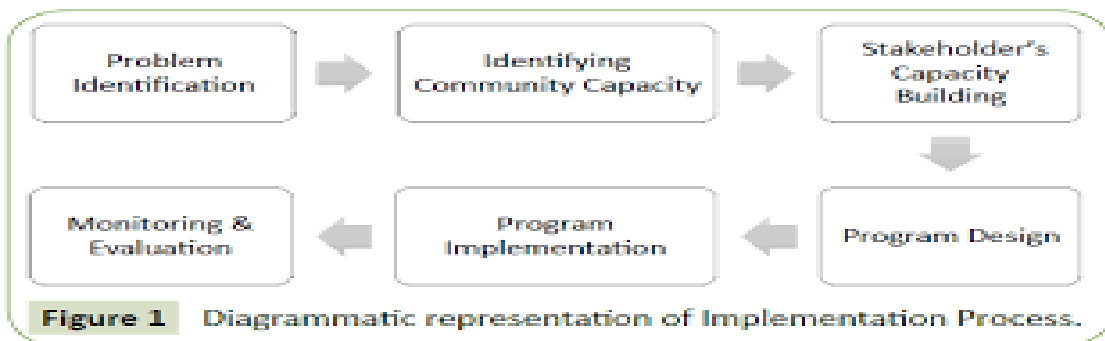 Problem
Identification
Identifying
Community Capacity
Stakeholder's
Capacity
Building
Program Design
Program
Implementation
Monitoring &
Evaluation
Figure 1 Diagrammatic representation of Implementation Process.